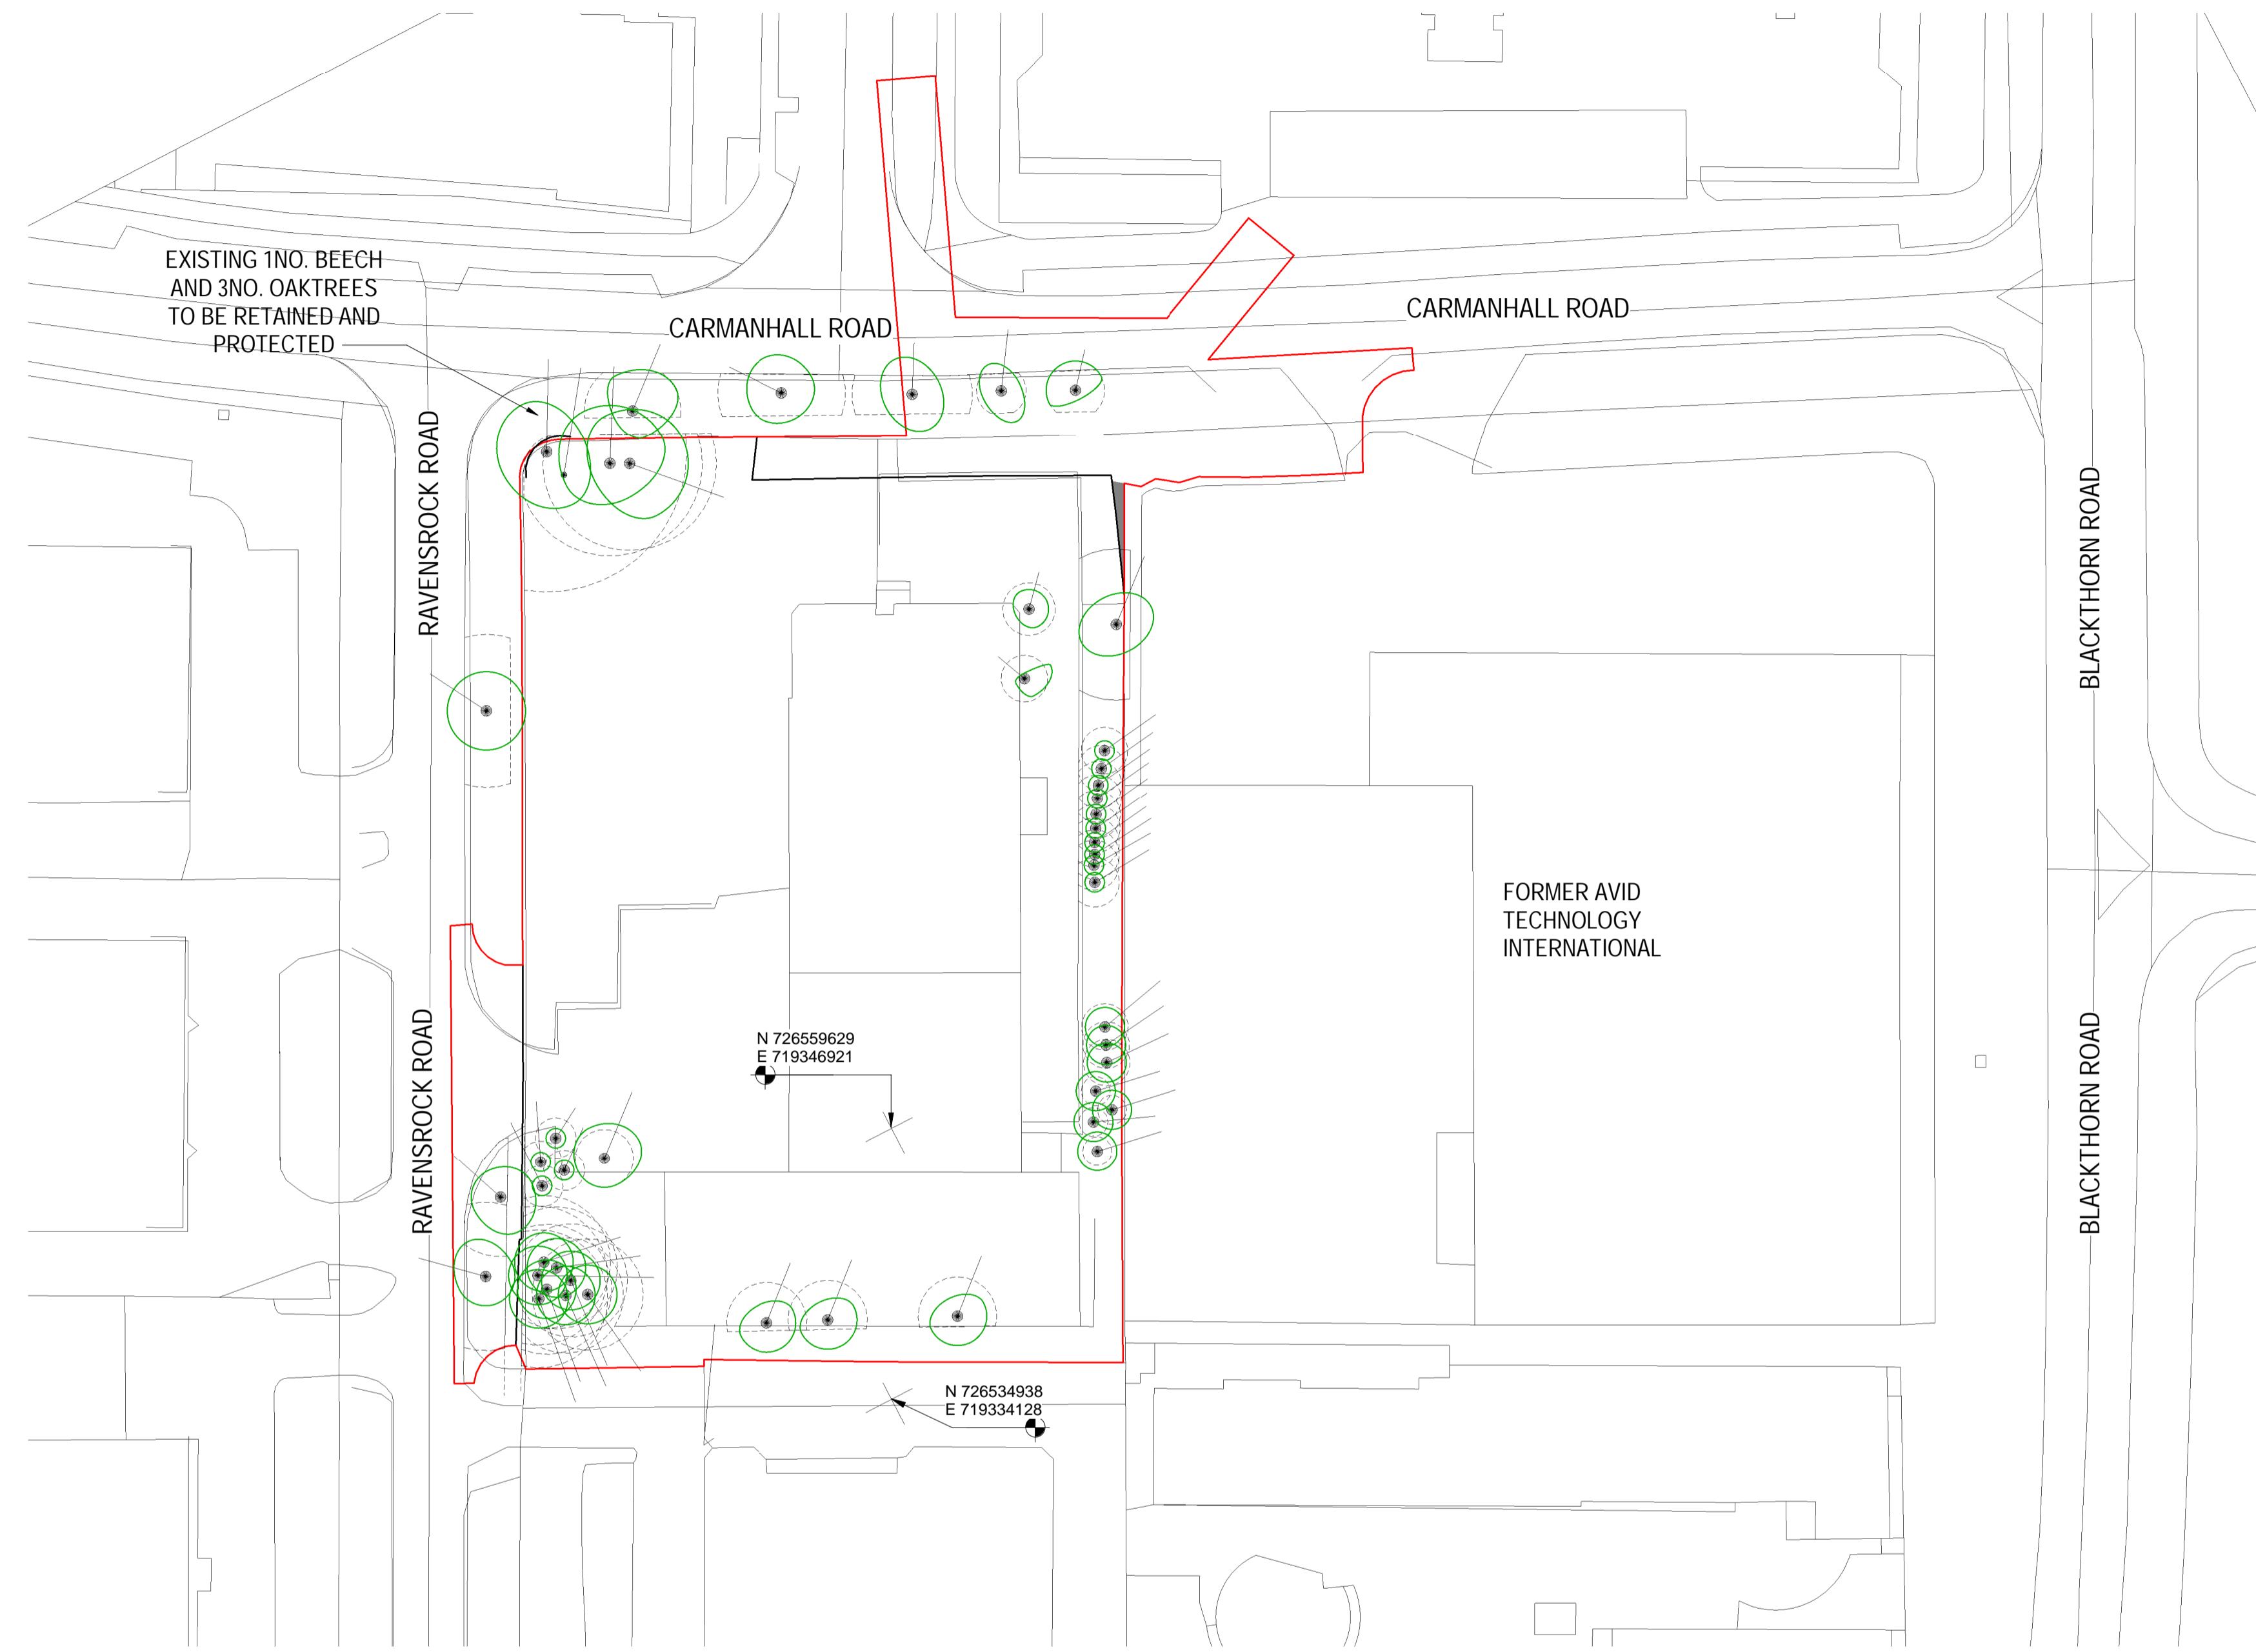 EXISTING 1NO. BEECH
AND 3NO. OAKTREES
TO BE RETAINED AND
PROTECTED
CARMANHALL ROAD
CARMANHALL ROAD
RAVENSROCK ROAD
BLACKTHORN ROAD
FORMER AVID
TECHNOLOGY
INTERNATIONAL
RAVENSROCK ROAD
BLACKTHORN ROAD
N 726559629
E 719346921
N 726534938
E 719334128